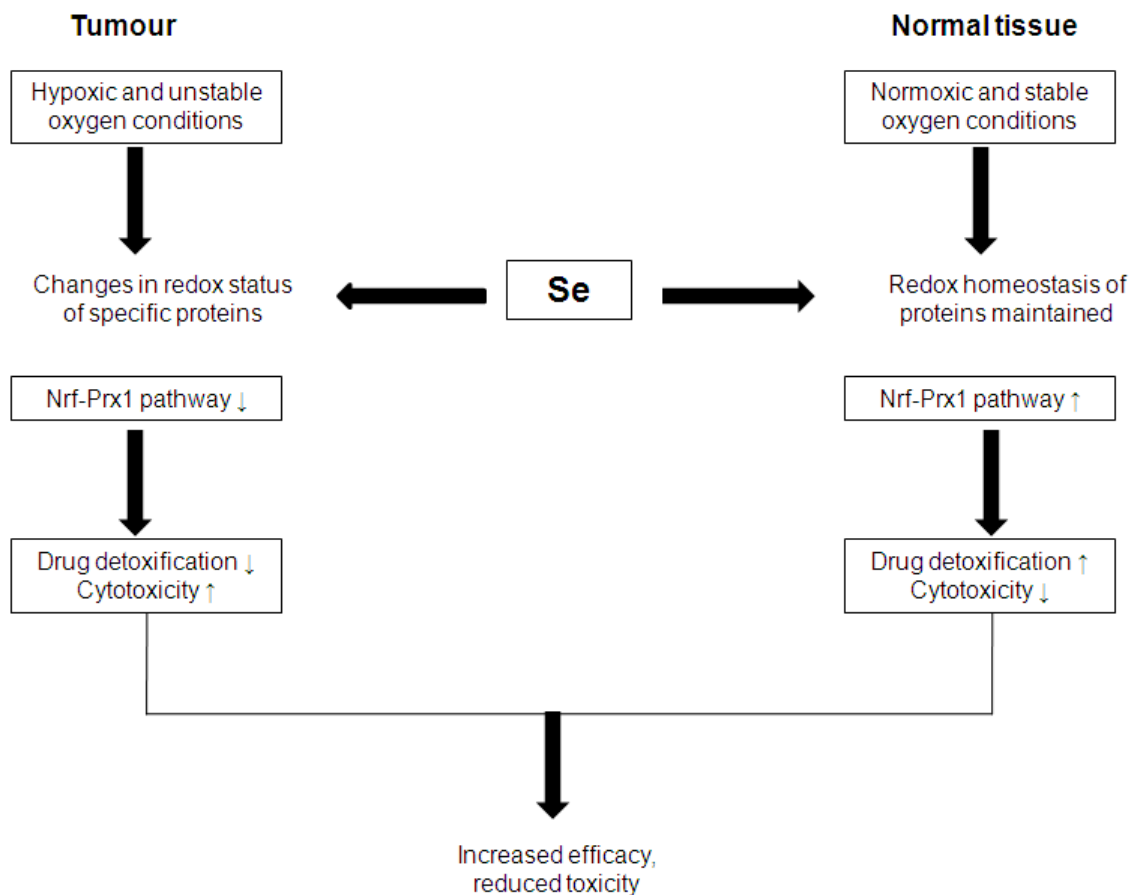 Tumour
Normal tissue
Hypoxic and unstable
oxygen conditions
Normoxic and stable
oxygen conditions
Changes in redox status
of specific proteins
Se
Redox homeostasis of
proteins maintained
Nrf-Prx1 pathway ↓
Nrf-Prx1 pathway ↑
Drug detoxification ↓
Cytotoxicity ↑
Drug detoxification ↑
Cytotoxicity ↓
Increased efficacy,
reduced toxicity